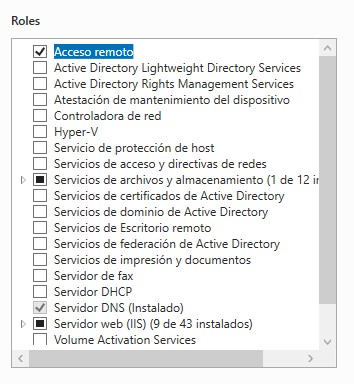 Roles
Acceso remoto
Active Directory Lightweight Directory Services
Active Directory Rights Management Services
Atestación de mantenimiento del dispositivo
Controladora de red
Hyper-V
Servicio de protección de host
Servicios de acceso y directivas de redes
Servicios de archivos y almacenamiento (1 de 12 in
Servicios de certificados de Active Directory
Servicios de dominio de Active Directory
Servicios de Escritorio remoto
Servicios de federación de Active Directory
Servicios de impresión y documentos
Servidor de fax
Servidor DHCP
Servidor DNS (Instalado)
Servidor web (IIS) (9 de 43 instalados)
Volume Activation Services